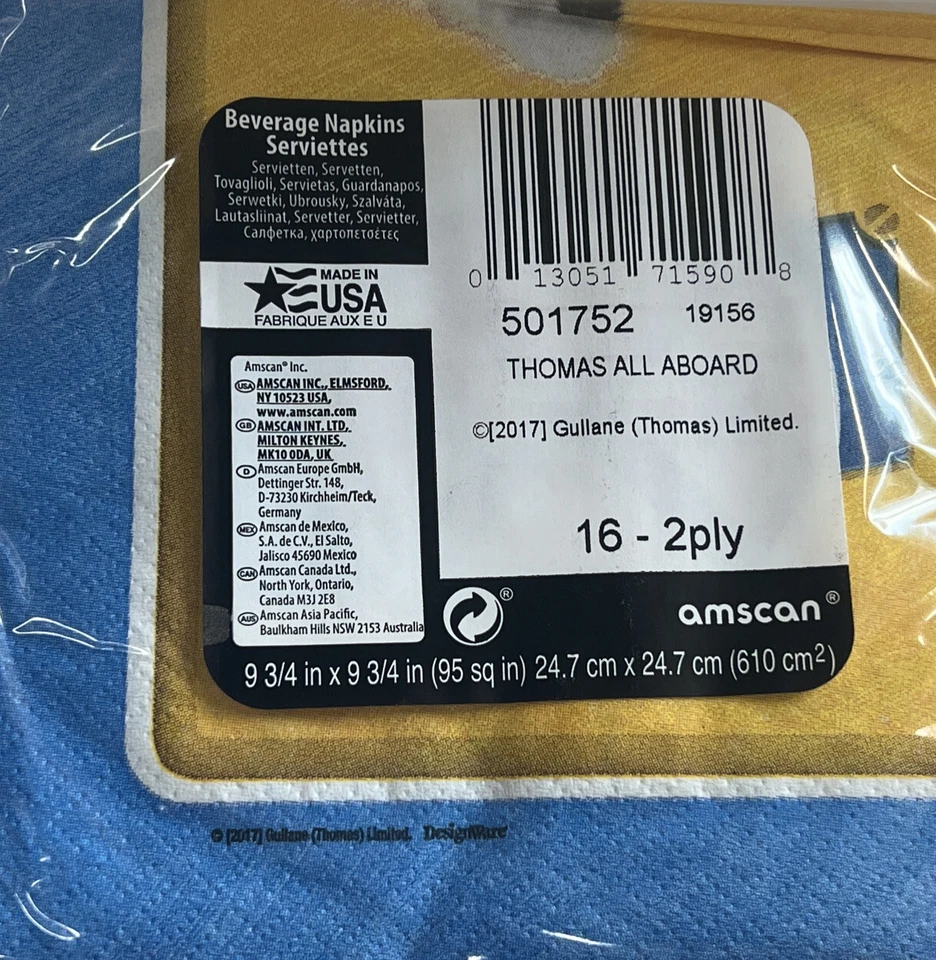 Beverage Napkins
Serviettes
Servietten, Servetten,
Tovaglioli, Servietas, Guardanapos,
Serwetki, Ubrousky, Szalváta,
Lautasliinat, Servetter, Servietter,
Салфетка, χαρτοπετσέτες
MADE IN
USA
FABRIQUE AUX E U
Amscan® Inc.
USA AMSCAN INC., ELMSFORD,
NY 10523 USA,
www.amscan.com
GB AMSCAN INT. LTD,
MILTON KEYNES,
MK10 0DA, UK
D Amscan Europe GmbH,
Dettinger Str. 148,
D-73230 Kirchheim/Teck,
Germany
MEX Amscan de Mexico,
S.A. de C.V., El Salto,
Jalisco 45690 Mexico
CAN Amscan Canada Ltd.,
North York, Ontario,
Canada M3J 2E8
AUS Amscan Asia Pacific,
Baulkham Hills NSW 2153 Australia
0 13051 71590 8
501752 19156
THOMAS ALL ABOARD
©[2017] Gullane (Thomas) Limited.
16 - 2ply
®
amscan®
9 3/4 in x 9 3/4 in (95 sq in) 24.7 cm x 24.7 cm (610 cm²)
© [2017] Gullane (Thomas) Limited. DesignWare®